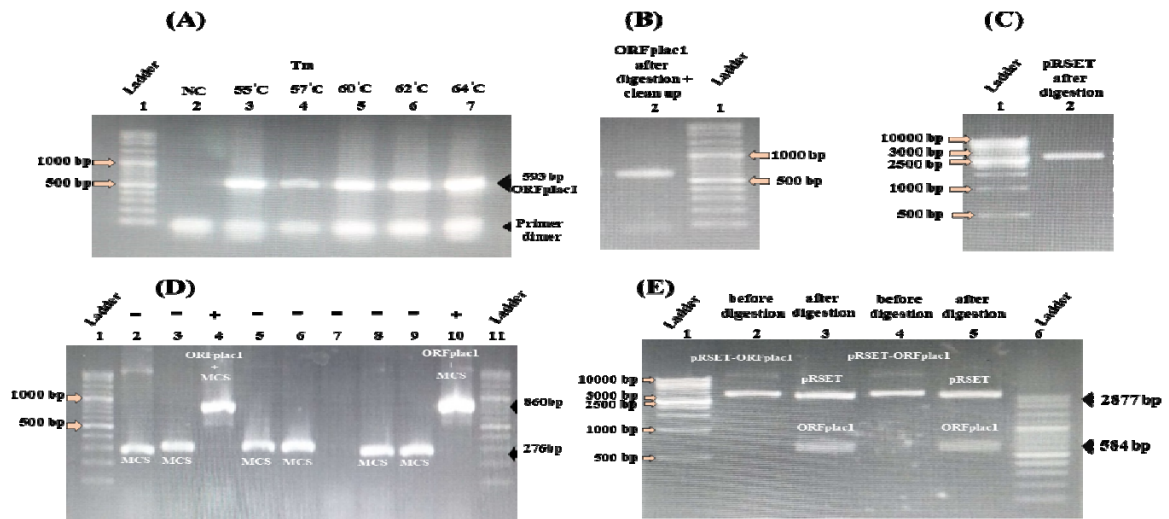 (A)
Tm
Ladder NC 55°C 57°C 60°C 62°C 64°C
1 2 3 4 5 6 7
1000 bp
500 bp
593 bp
ORFplac1
Primer
dimer
(B)
ORFplac1
after
digestion +
clean up
Ladder
2 1
1000 bp
500 bp
(C)
Ladder
pRSET
after
digestion
1 2
10000 bp
3000 bp
2500 bp
1000 bp
500 bp
(D)
Ladder - - + - - - - - + Ladder
1 2 3 4 5 6 7 8 9 10 11
ORFplac1
+
MCS
ORFplac1
+
MCS
1000 bp
500 bp
860bp
276bp
MCS MCS MCS MCS MCS MCS
(E)
Ladder
before
digestion
after
digestion
before
digestion
after
digestion
Ladder
1 2 3 4 5 6
pRSET-ORFplac1 pRSET-ORFplac1
pRSET pRSET
10000 bp
3000 bp
2500 bp
1000 bp
500 bp
ORFplac1 ORFplac1
2877 bp
584 bp